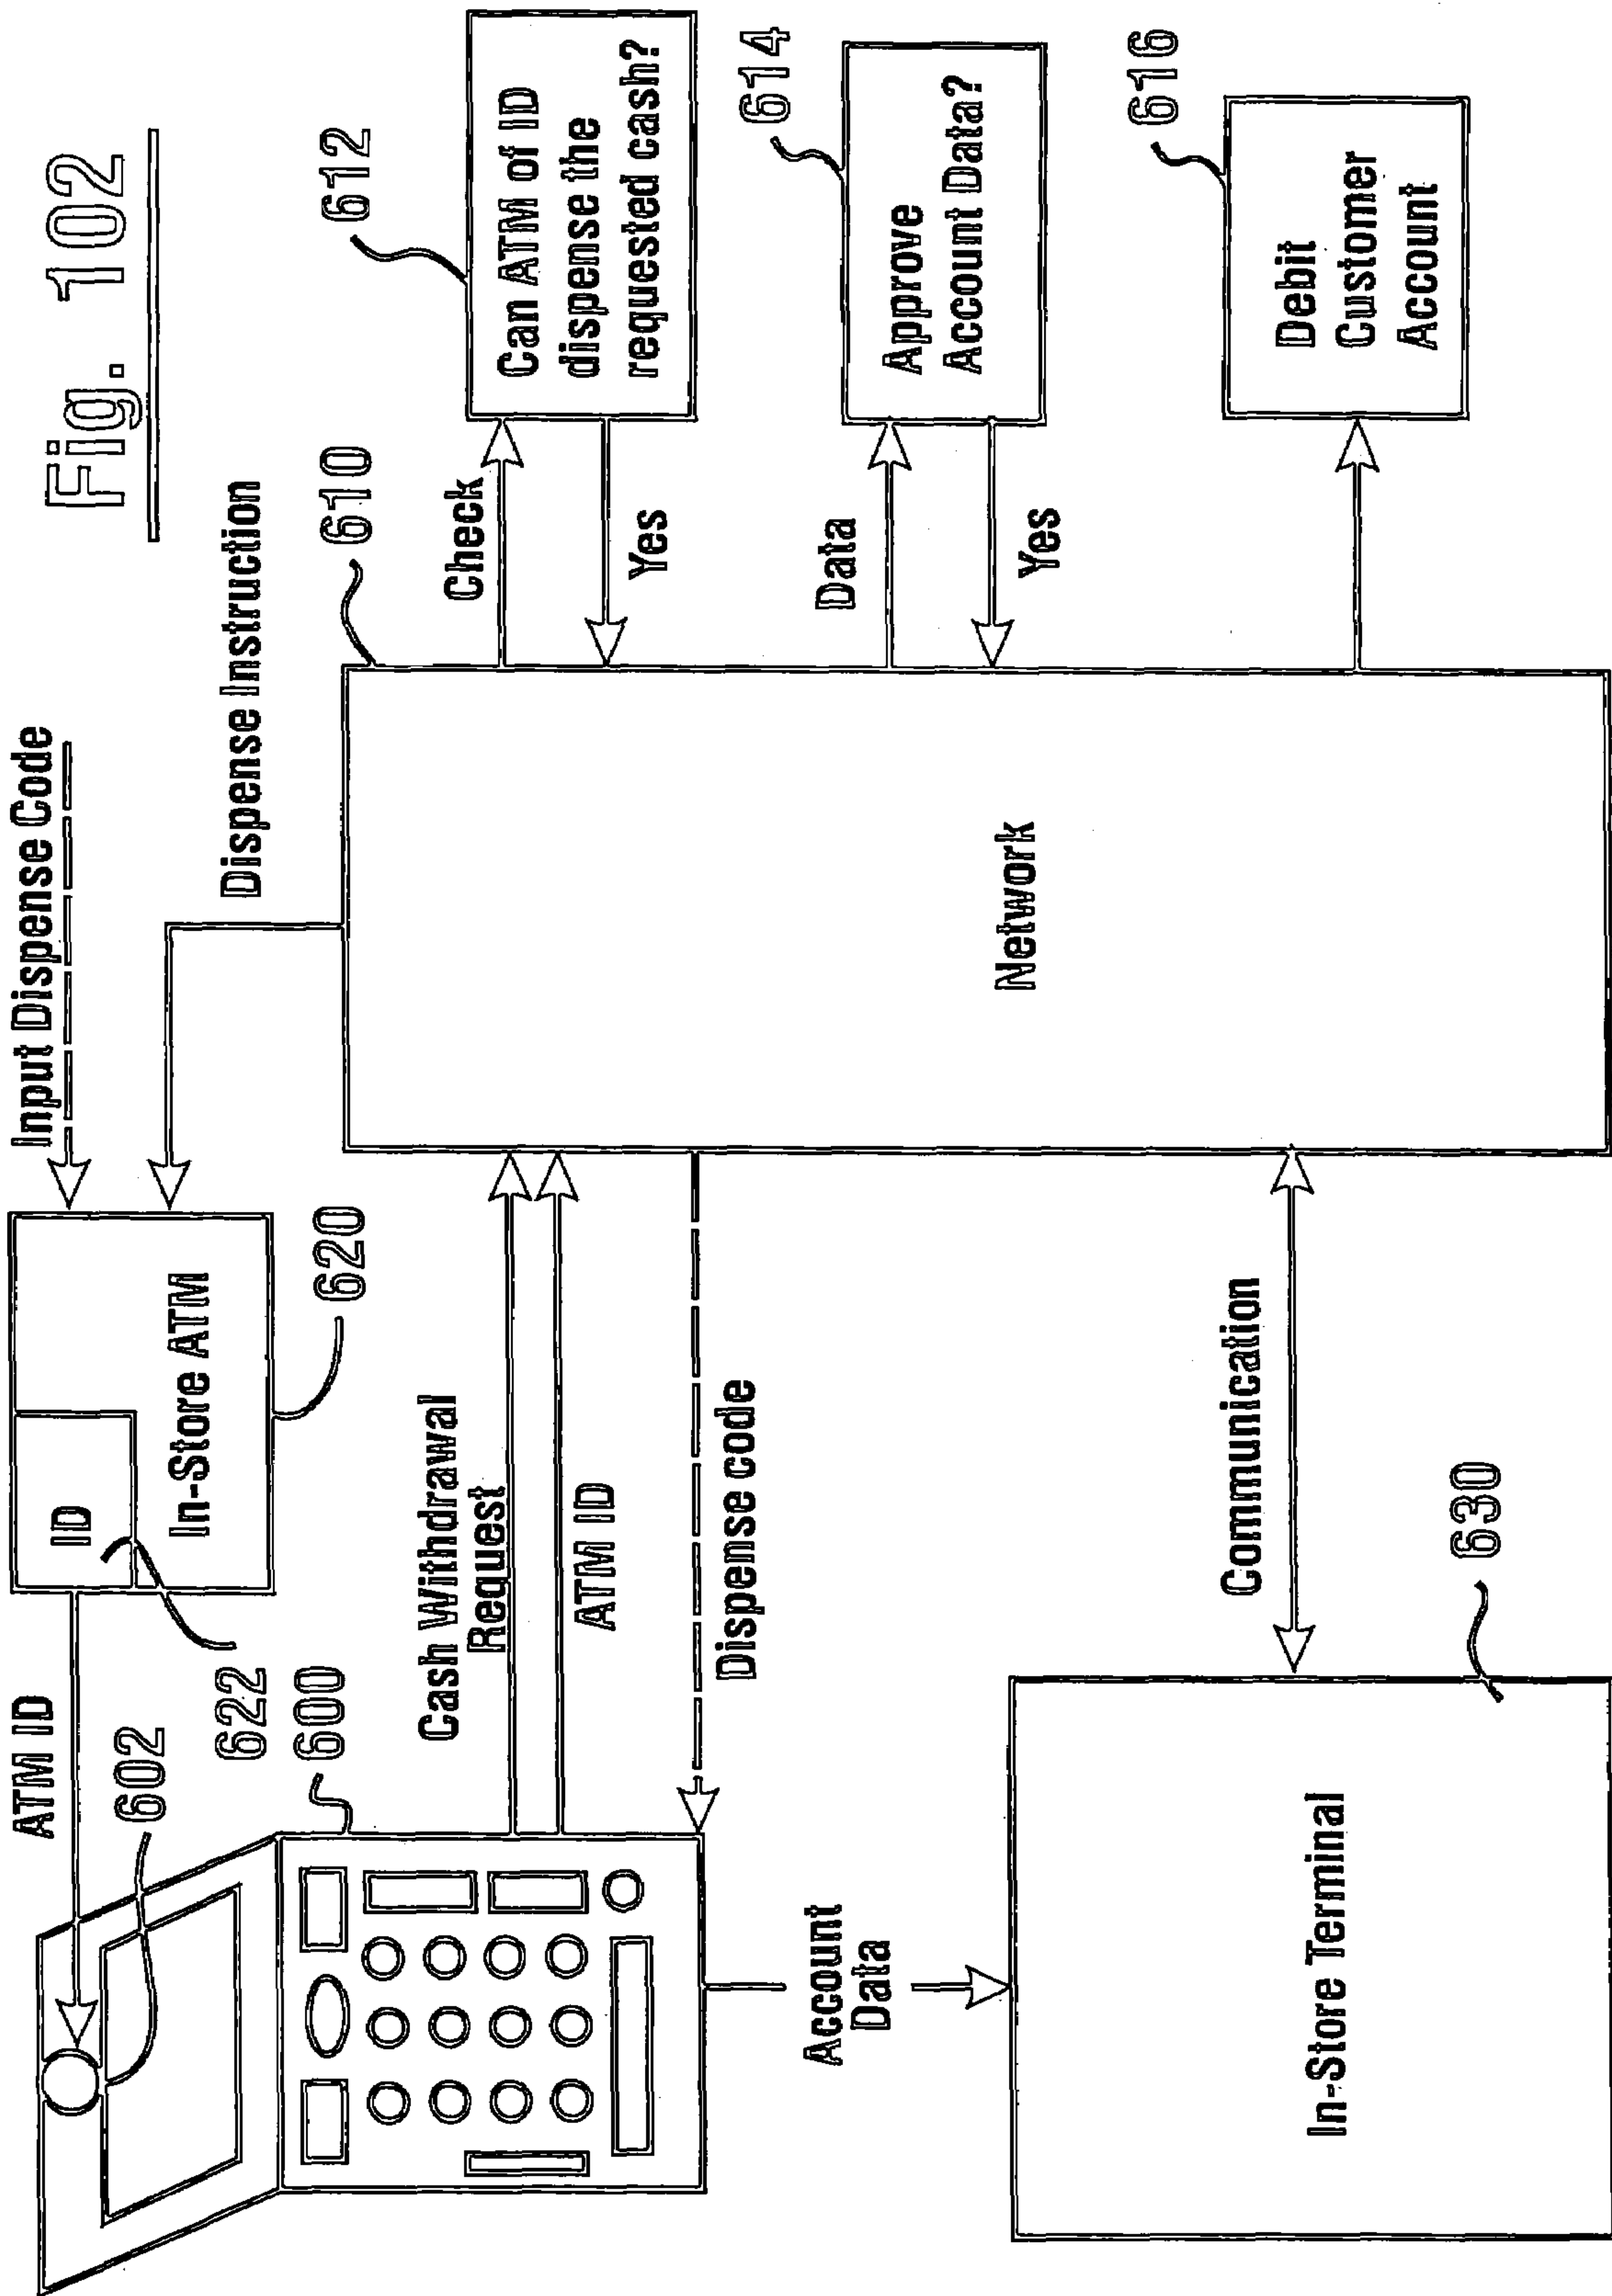 Fig. 102
Input Dispense Code
Dispense Instruction
ATM ID
602
622
600
ID
In-Store ATM
620
610
612
Check
Can ATM of ID
dispense the
requested cash?
Yes
Cash Withdrawal
Request
ATM ID
Dispense code
Network
614
Data
Approve
Account Data?
Yes
616
Debit
Customer
Account
Account
Data
Communication
630
In-Store Terminal